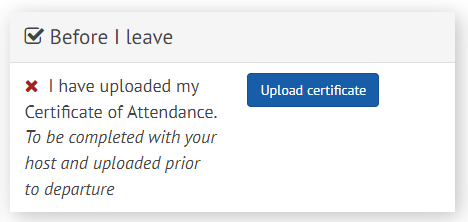 Before I leave
I have uploaded my
Certificate of Attendance.
To be completed with your
host and uploaded prior
to departure
Upload certificate